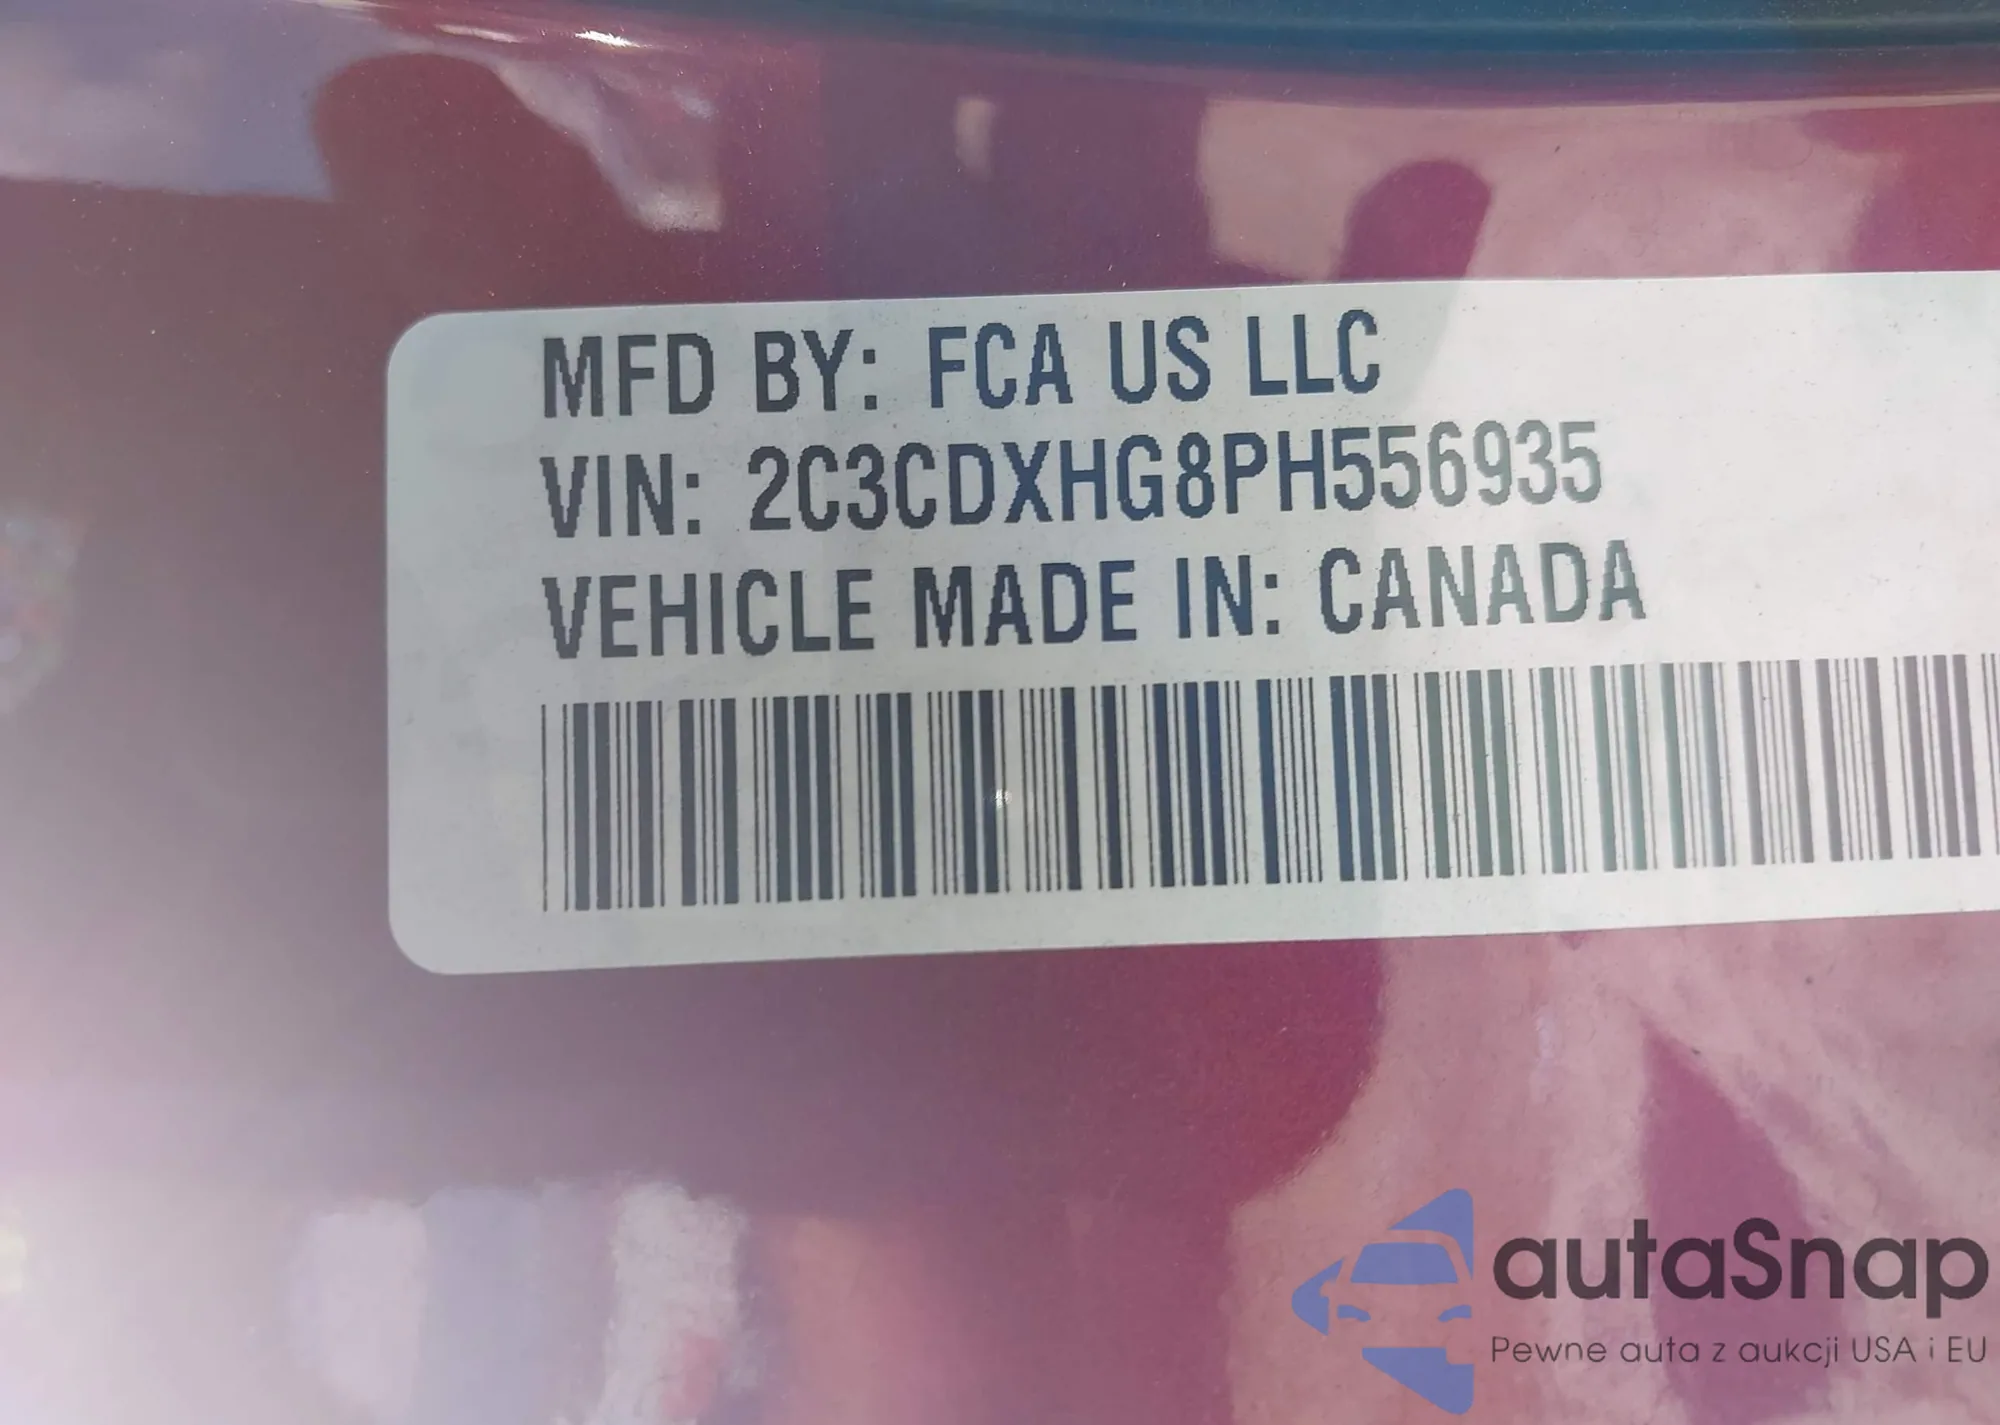 MFD BY: FCA US LLC
VIN: 2C3CDXHG8PH556935
VEHICLE MADE IN: CANADA
autaSnap
Pewne auta z aukcji USA i EU